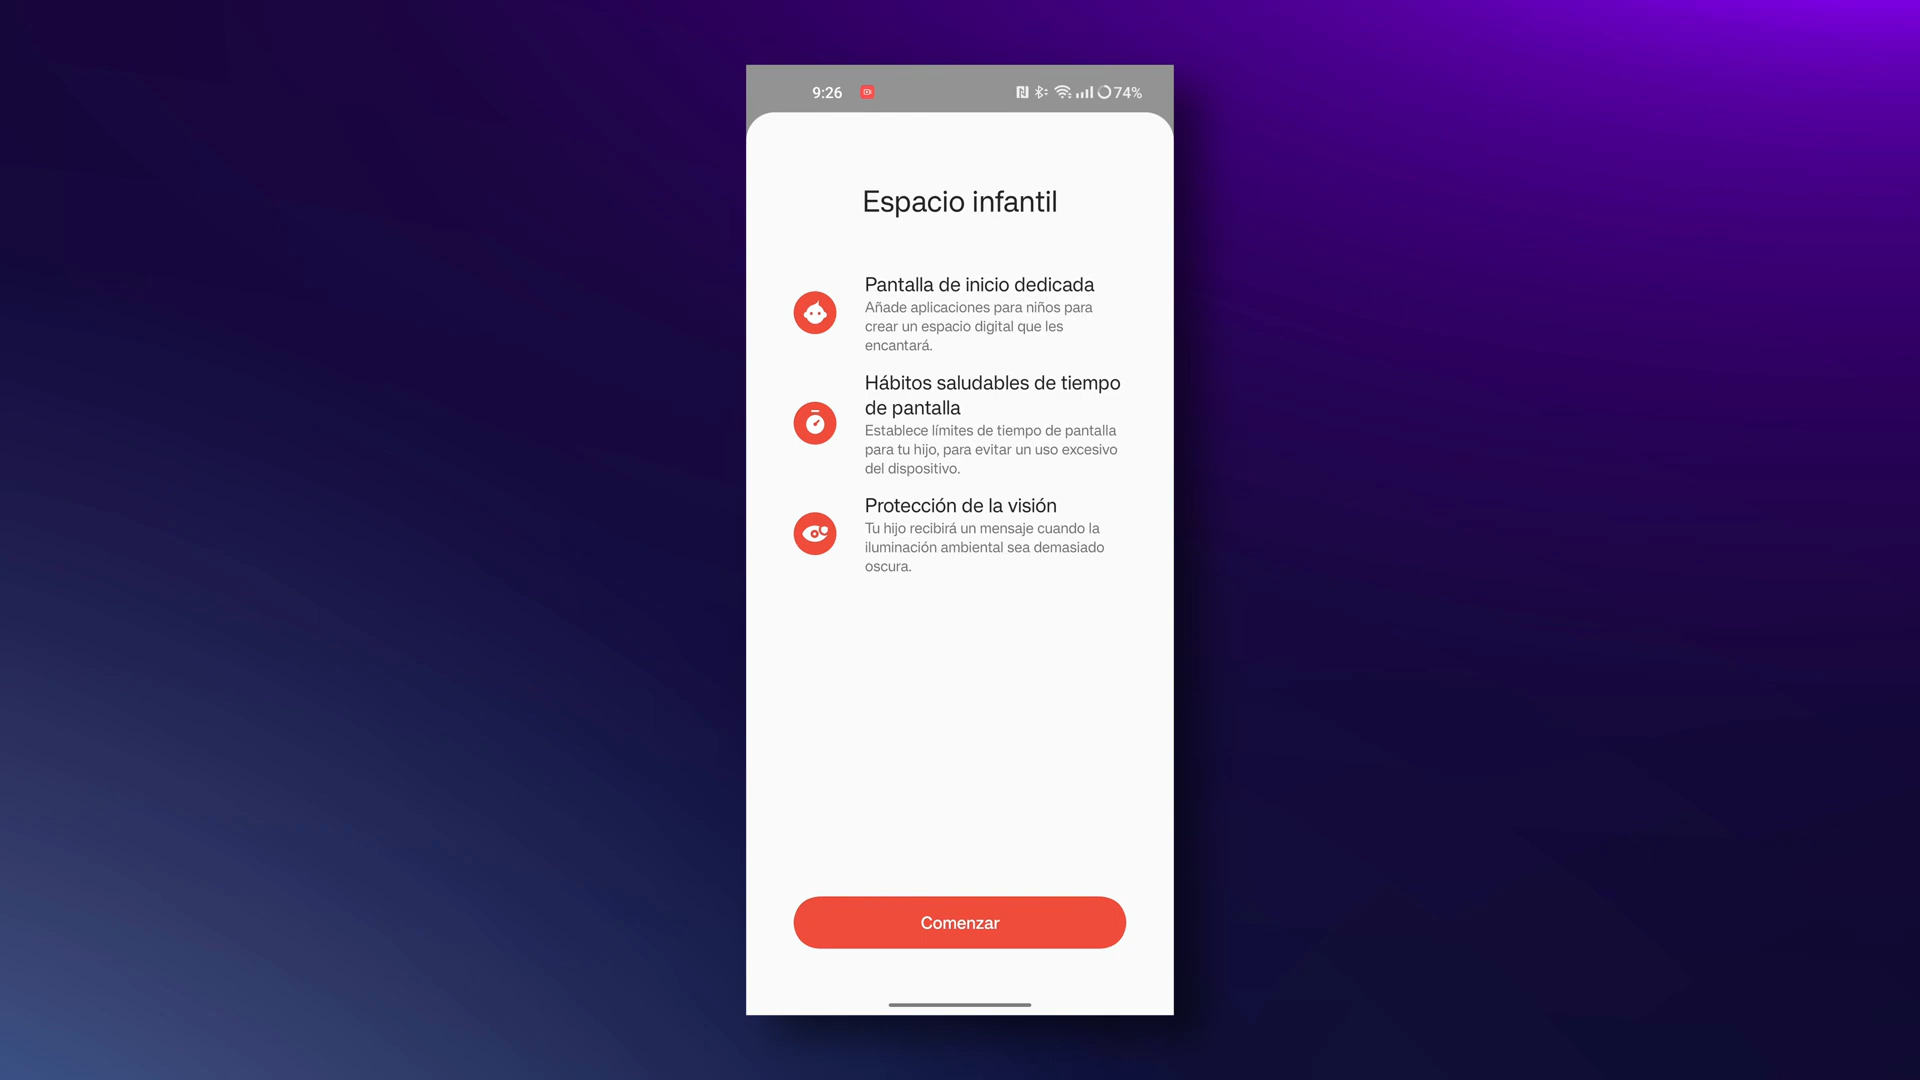 9:26
74%
Espacio infantil
Pantalla de inicio dedicada
Añade aplicaciones para niños para
crear un espacio digital que les
encantará.
Hábitos saludables de tiempo
de pantalla
Establece límites de tiempo de pantalla
para tu hijo, para evitar un uso excesivo
del dispositivo.
Protección de la visión
Tu hijo recibirá un mensaje cuando la
iluminación ambiental sea demasiado
oscura.
Comenzar